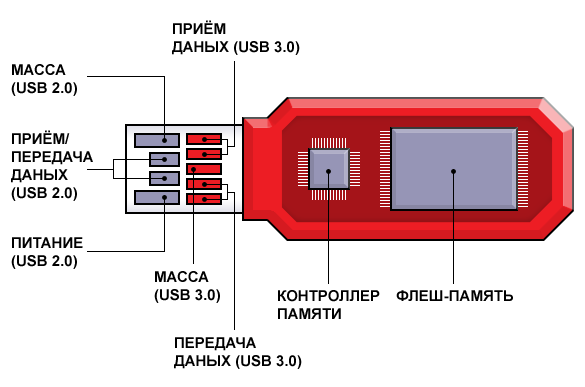 ПРИЁМ
ДАНЫХ (USB 3.0)
МАССА
(USB 2.0)
ПРИЁМ/
ПЕРЕДАЧА
ДАНЫХ
(USB 2.0)
ПИТАНИЕ
(USB 2.0)
МАССА
(USB 3.0)
КОНТРОЛЛЕР
ПАМЯТИ
ФЛЕШ-ПАМЯТЬ
ПЕРЕДАЧА
ДАНЫХ (USB 3.0)